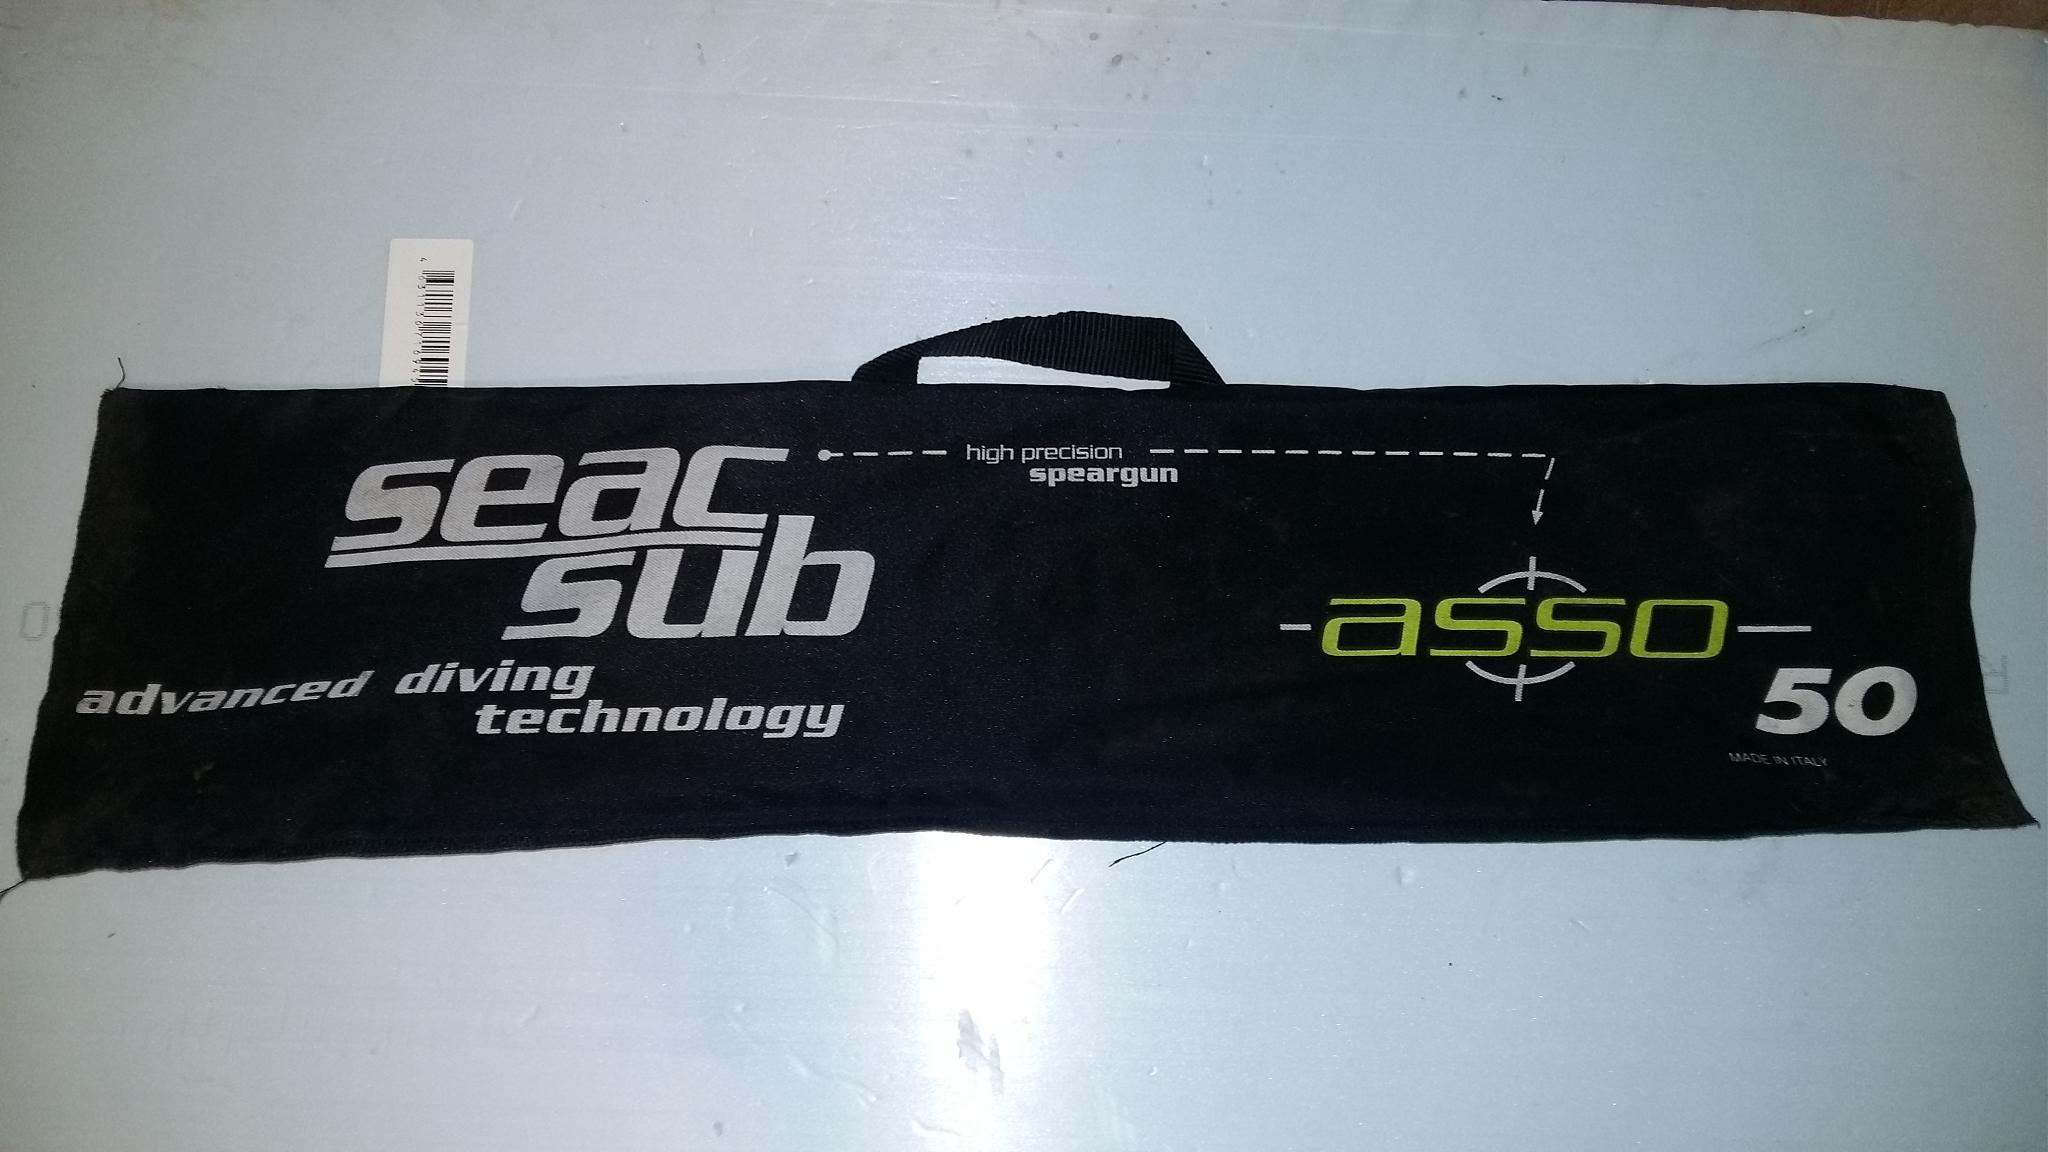 seac
sub
high precision
speargun
advanced diving
technology
asso
50
MADE IN ITALY